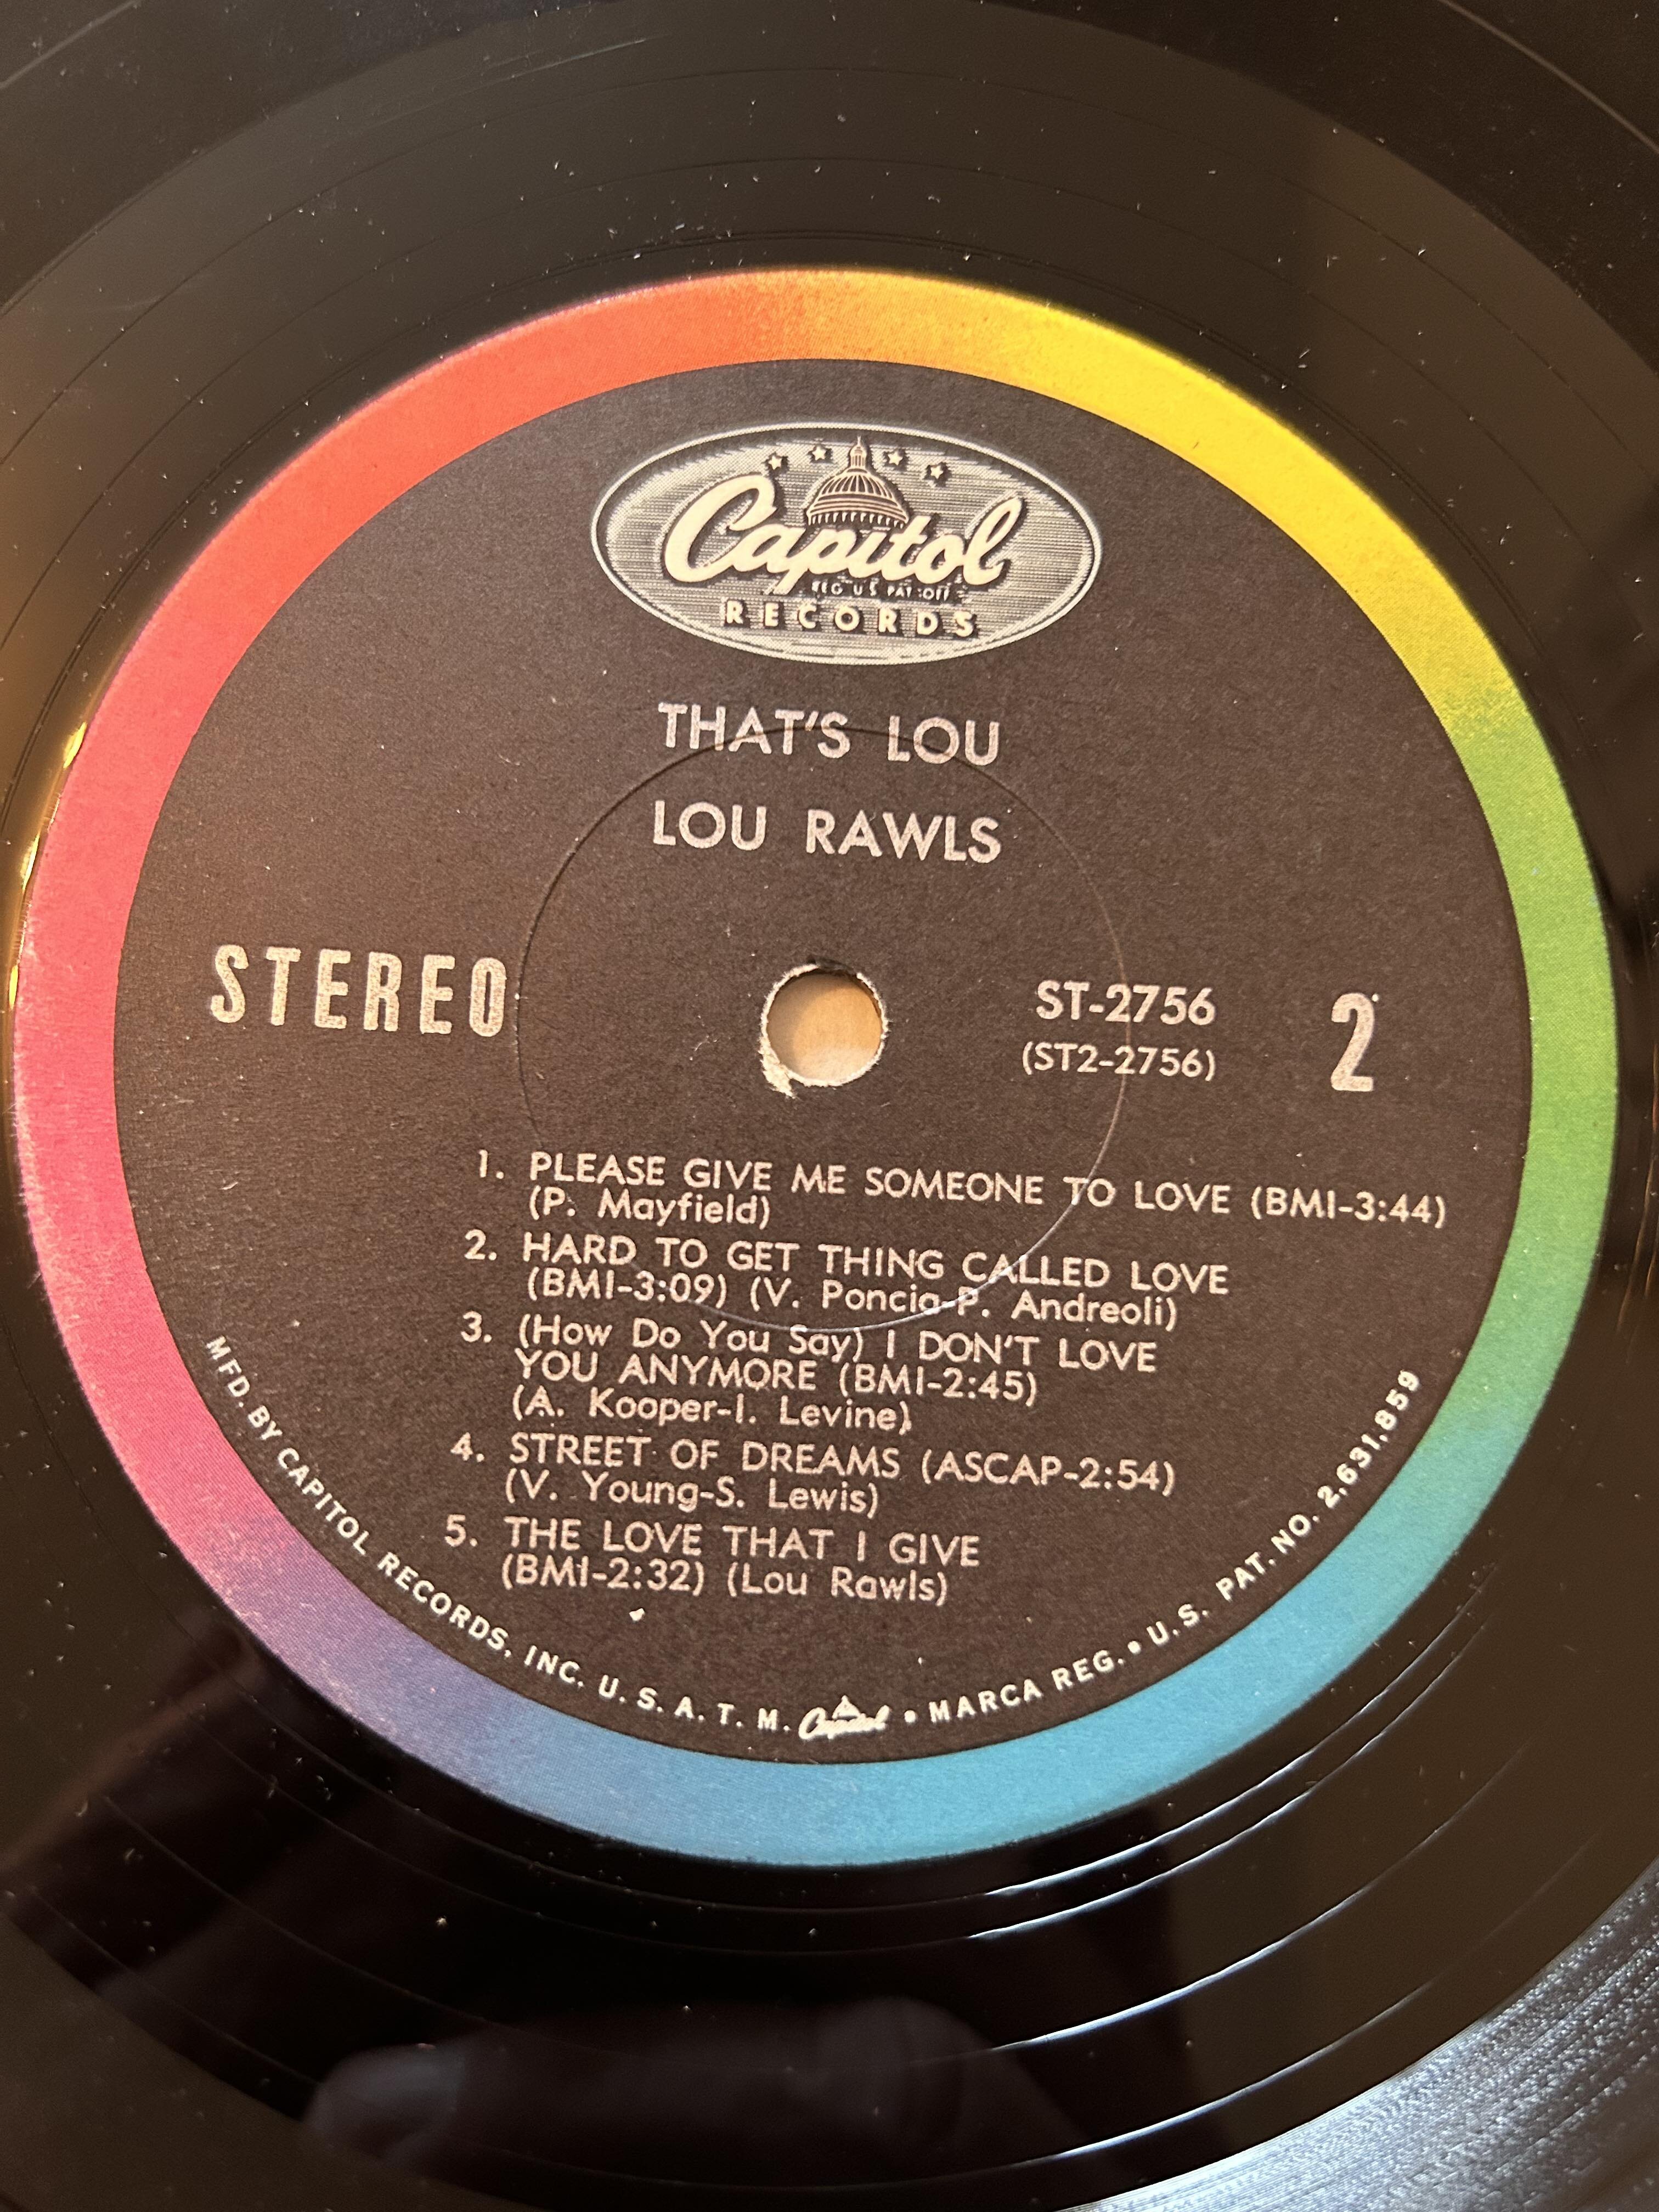 Capitol
REG. U.S. PAT. OFF.
RECORDS
THAT'S LOU
LOU RAWLS
STEREO
ST-2756
(ST2-2756)
2
1. PLEASE GIVE ME SOMEONE TO LOVE (BMI-3:44)
(P. Mayfield)
2. HARD TO GET THING CALLED LOVE
(BMI-3:09) (V. Poncia-P. Andreoli)
3. (How Do You Say) I DON'T LOVE
YOU ANYMORE (BMI-2:45)
(A. Kooper-I. Levine)
4. STREET OF DREAMS (ASCAP-2:54)
(V. Young-S. Lewis)
5. THE LOVE THAT I GIVE
(BMI-2:32) (Lou Rawls)
MFD. BY CAPITOL RECORDS, INC. U. S. A. T. M. Capitol • MARCA REG. • U.S. PAT. NO. 2,631,859